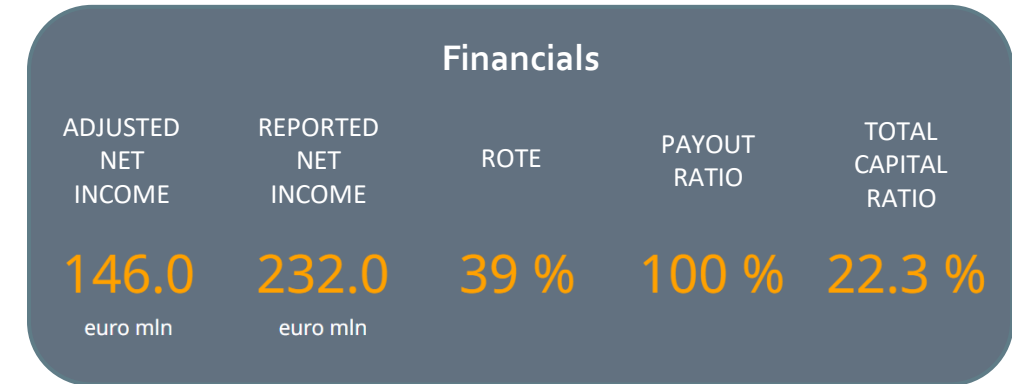 Financials
ADJUSTED
NET
INCOME
146.0
euro mln
REPORTED
NET
INCOME
232.0
euro mln
ROTE
39 %
PAYOUT
RATIO
100 %
TOTAL
CAPITAL
RATIO
22.3 %